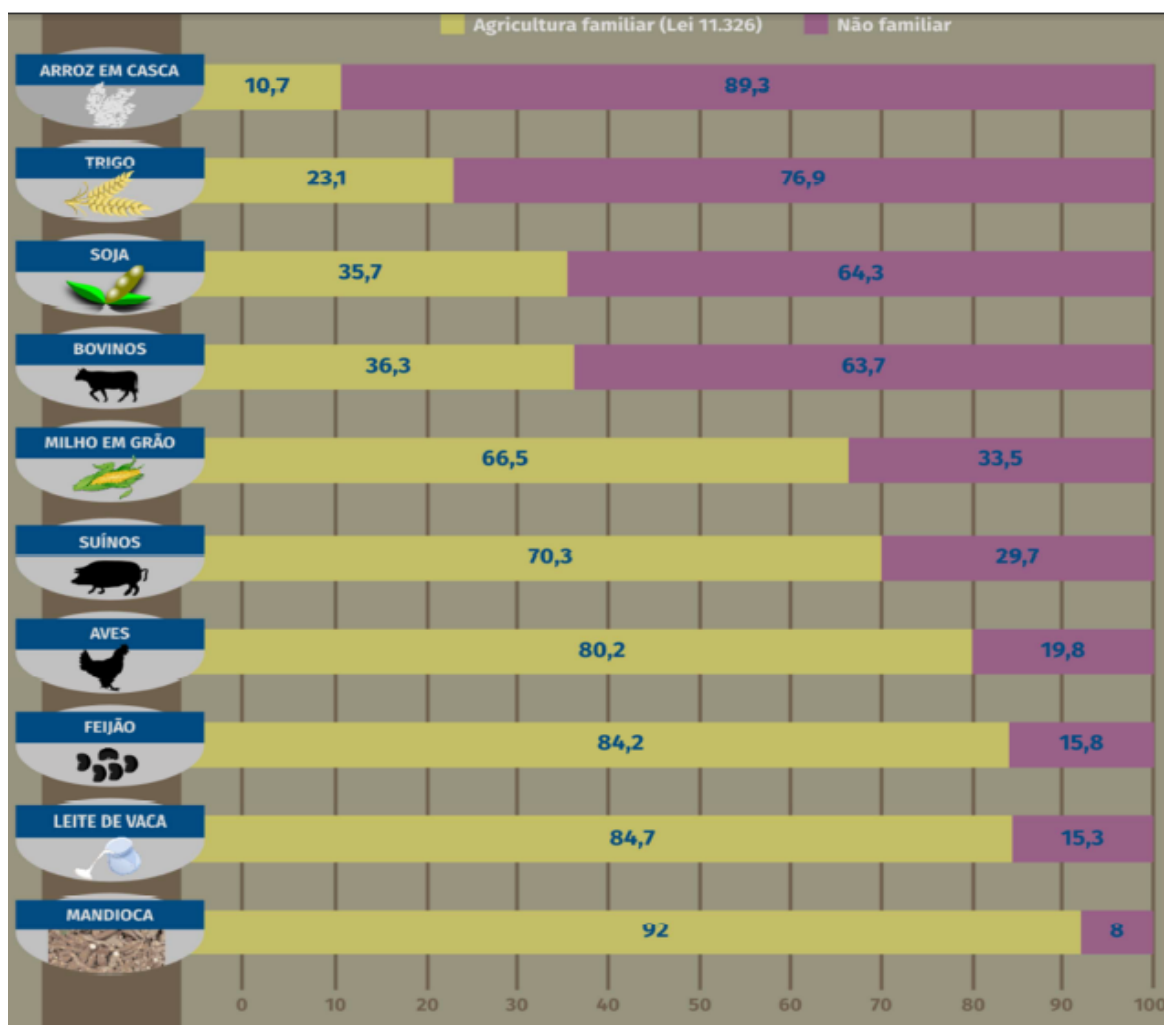 Agricultura familiar (Lei 11.326) Não familiar
ARROZ EM CASCA 10,7 89,3
TRIGO 23,1 76,9
SOJA 35,7 64,3
BOVINOS 36,3 63,7
MILHO EM GRÃO 66,5 33,5
SUÍNOS 70,3 29,7
AVES 80,2 19,8
FEIJÃO 84,2 15,8
LEITE DE VACA 84,7 15,3
MANDIOCA 92 8
0 10 20 30 40 50 60 70 80 90 100